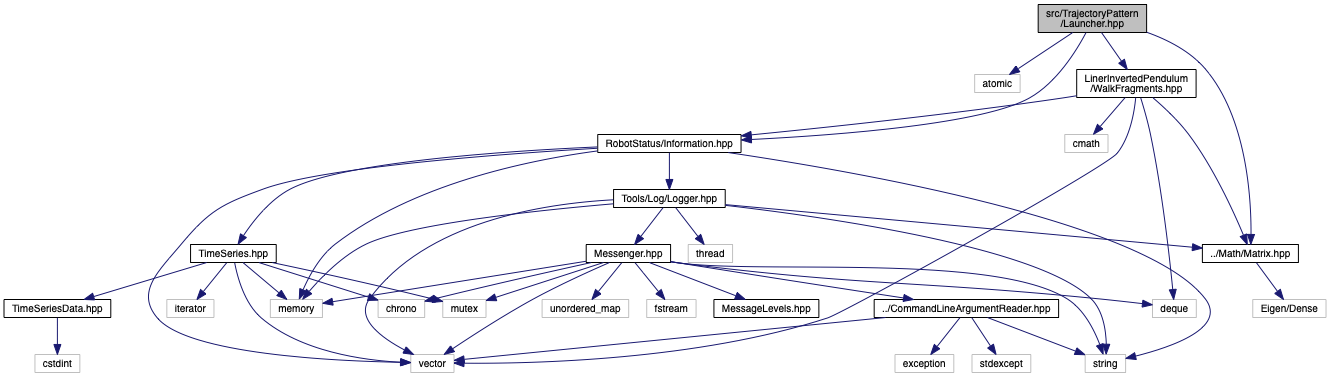 src/TrajectoryPattern
/Launcher.hpp
atomic
LinerInvertedPendulum
/WalkFragments.hpp
RobotStatus/Information.hpp
cmath
Tools/Log/Logger.hpp
TimeSeries.hpp
Messenger.hpp
thread
../Math/Matrix.hpp
TimeSeriesData.hpp
iterator
memory
chrono
mutex
unordered_map
fstream
MessageLevels.hpp
../CommandLineArgumentReader.hpp
deque
Eigen/Dense
cstdint
vector
exception
stdexcept
string